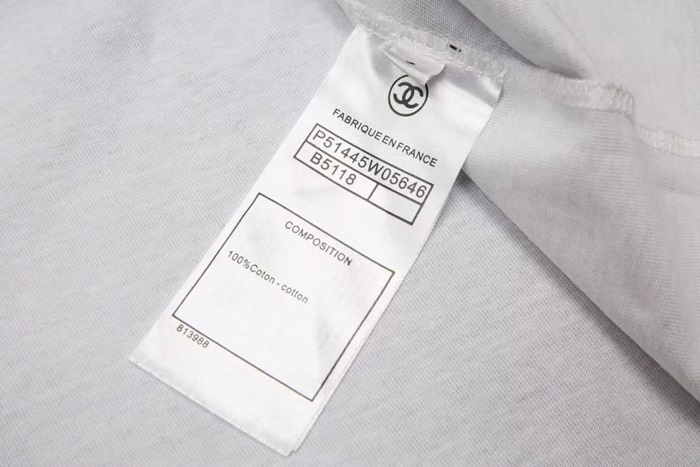 FABRIQUE EN FRANCE
P51445W05646
B5118
COMPOSITION
100%Coton - cotton
813988